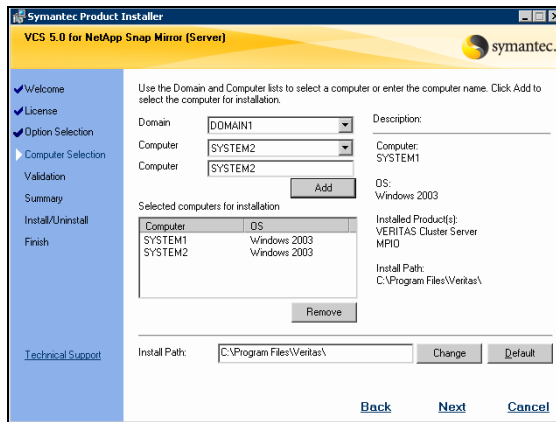 Symantec Product Installer
VCS 5.0 for NetApp Snap Mirror (Server)
symantec.
Welcome
License
Option Selection
Computer Selection
Validation
Summary
Install/Uninstall
Finish
Technical Support
Use the Domain and Computer lists to select a computer or enter the computer name. Click Add to
select the computer for installation.
Domain
DOMAIN1
Computer
SYSTEM2
Computer
SYSTEM2
Add
Selected computers for installation
Computer OS
SYSTEM1 Windows 2003
SYSTEM2 Windows 2003
Remove
Description:
Computer:
SYSTEM1
OS:
Windows 2003
Installed Product(s):
VERITAS Cluster Server
MPIO
Install Path:
C:\Program Files\Veritas\
Install Path:
C:\Program Files\Veritas\
Change
Default
Back
Next
Cancel